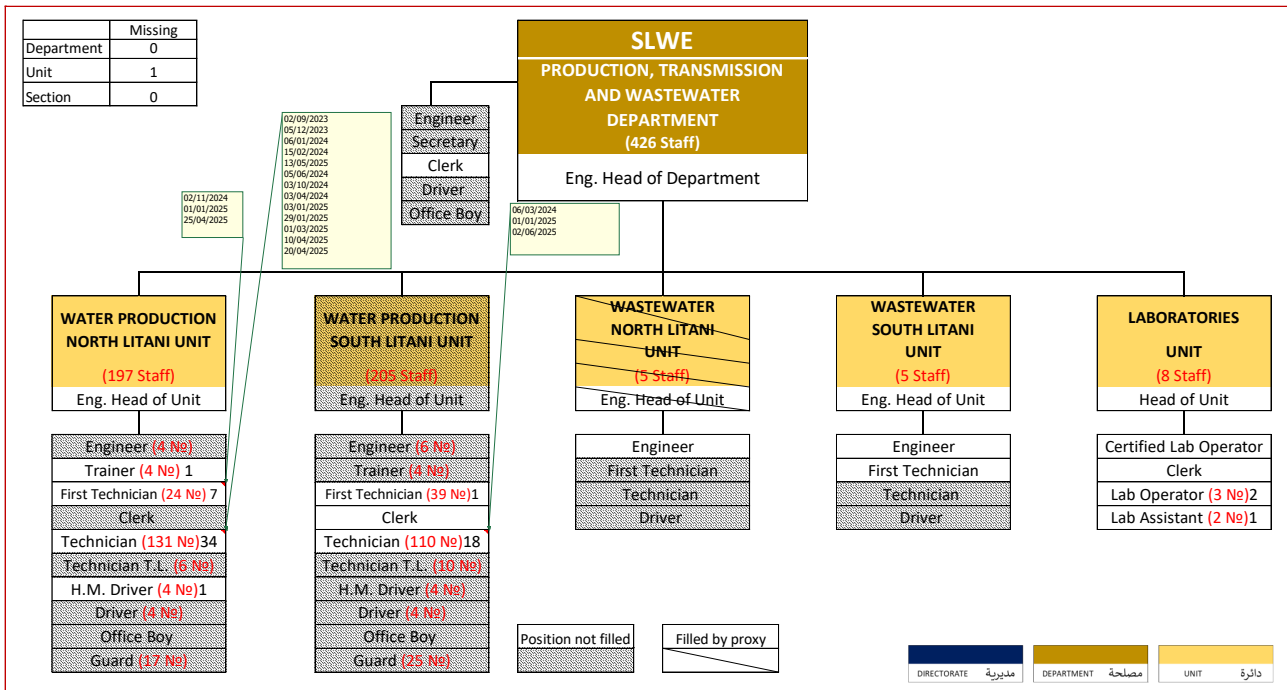 Missing
Department 0
Unit 1
Section 0
SLWE
PRODUCTION, TRANSMISSION
AND WASTEWATER
DEPARTMENT
(426 Staff)
Eng. Head of Department
Engineer
Secretary
Clerk
Driver
Office Boy
02/11/2024
01/01/2025
25/04/2025
02/09/2023
05/12/2023
06/01/2024
15/02/2024
13/05/2025
05/06/2024
03/10/2024
03/04/2024
03/01/2025
29/01/2025
01/03/2025
10/04/2025
20/04/2025
06/03/2024
01/01/2025
02/06/2025
WATER PRODUCTION
NORTH LITANI UNIT
(197 Staff)
Eng. Head of Unit
Engineer (4 №)
Trainer (4 №) 1
First Technician (24 №) 7
Clerk
Technician (131 №)34
Technician T.L. (6 №)
H.M. Driver (4 №)1
Driver (4 №)
Office Boy
Guard (17 №)
WATER PRODUCTION
SOUTH LITANI UNIT
(205 Staff)
Eng. Head of Unit
Engineer (6 №)
Trainer (4 №)
First Technician (39 №)1
Clerk
Technician (110 №)18
Technician T.L. (10 №)
H.M. Driver (4 №)
Driver (4 №)
Office Boy
Guard (25 №)
WASTEWATER
NORTH LITANI
UNIT
(5 Staff)
Eng. Head of Unit
Engineer
First Technician
Technician
Driver
WASTEWATER
SOUTH LITANI
UNIT
(5 Staff)
Eng. Head of Unit
Engineer
First Technician
Technician
Driver
LABORATORIES
UNIT
(8 Staff)
Head of Unit
Certified Lab Operator
Clerk
Lab Operator (3 №)2
Lab Assistant (2 №)1
Position not filled
Filled by proxy
DIRECTORATE مديرية
DEPARTMENT مصلحة
UNIT دائرة